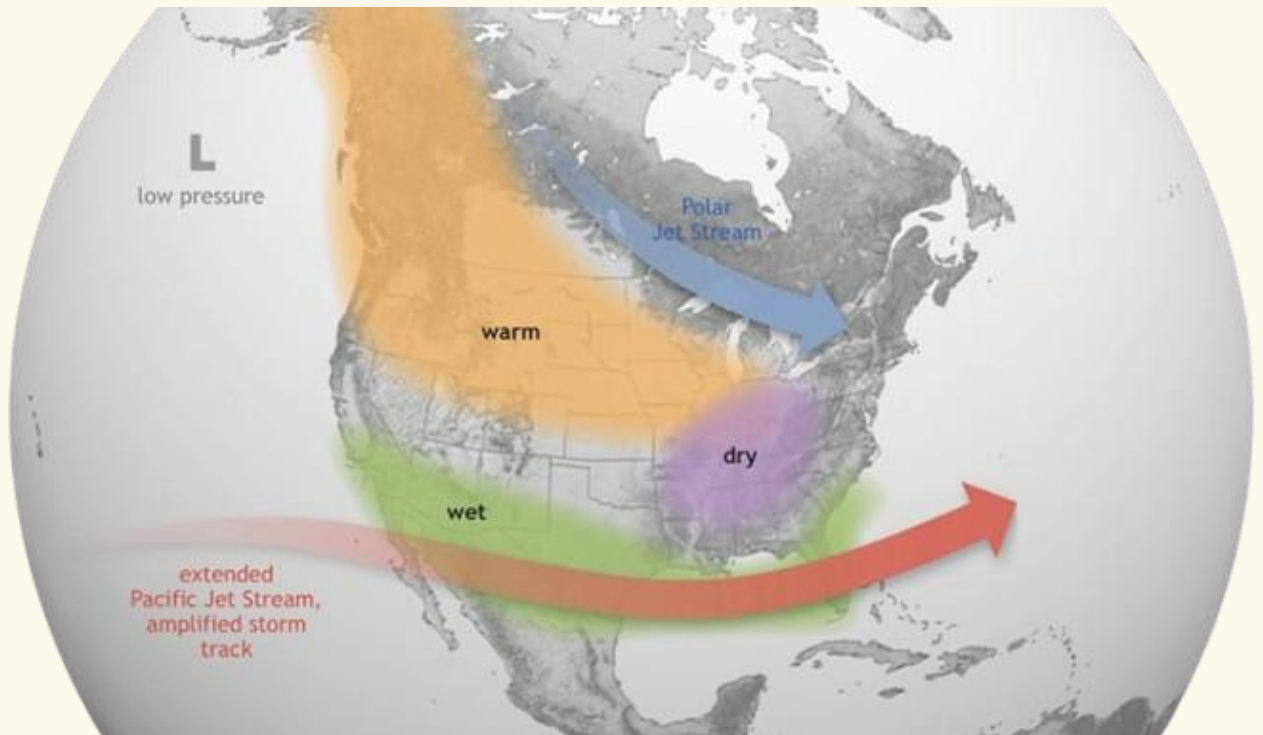 L
low pressure
Polar
Jet Stream
warm
dry
wet
extended
Pacific Jet Stream,
amplified storm
track